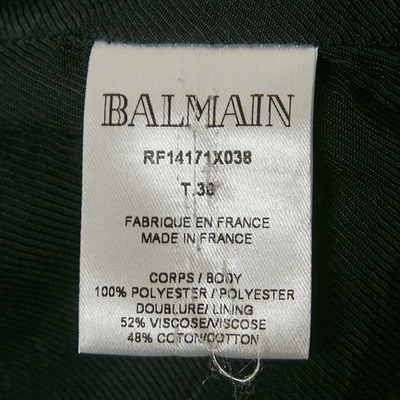 BALMAIN
RF14171X038
T.38
FABRIQUE EN FRANCE
MADE IN FRANCE
CORPS / BODY
100% POLYESTER / POLYESTER
DOUBLURE/ LINING
52% VISCOSE/VISCOSE
48% COTON/COTTON